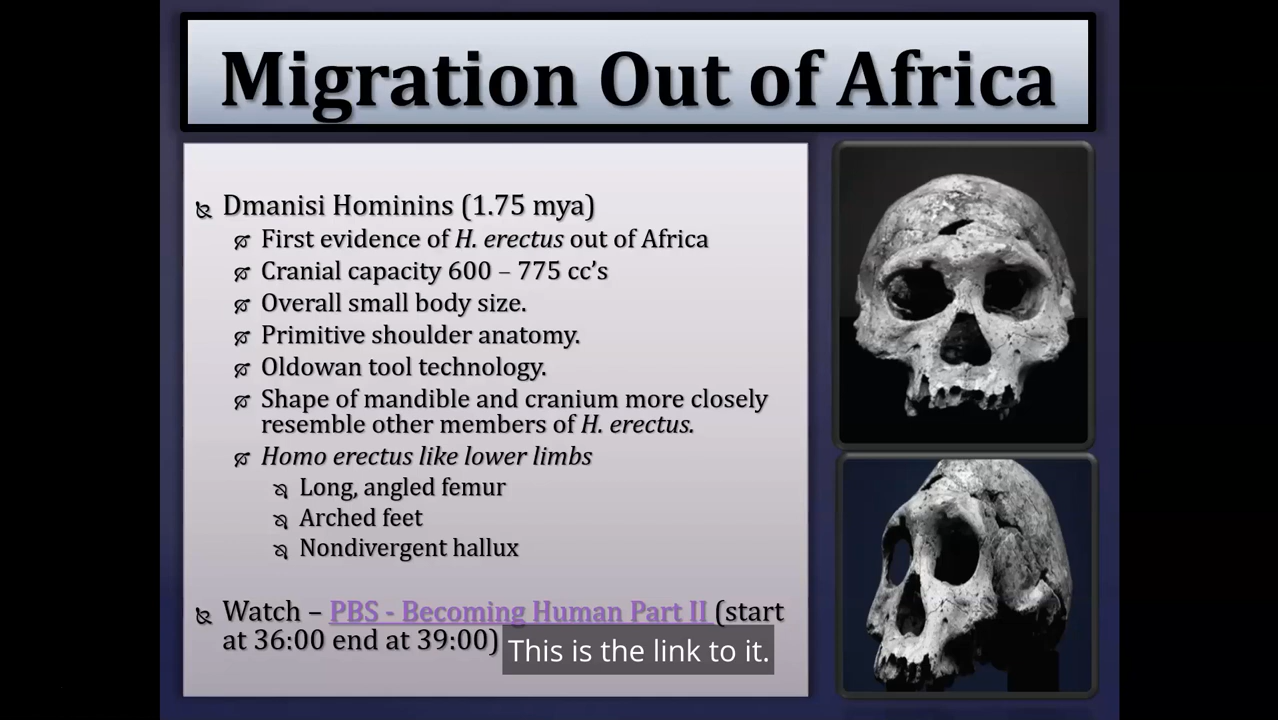 Migration Out of Africa
Dmanisi Hominins (1.75 mya)
First evidence of H. erectus out of Africa
Cranial capacity 600 – 775 cc’s
Overall small body size.
Primitive shoulder anatomy.
Oldowan tool technology.
Shape of mandible and cranium more closely
resemble other members of H. erectus.
Homo erectus like lower limbs
Long, angled femur
Arched feet
Nondivergent hallux
Watch – PBS - Becoming Human Part II (start
at 36:00 end at 39:00)
This is the link to it.